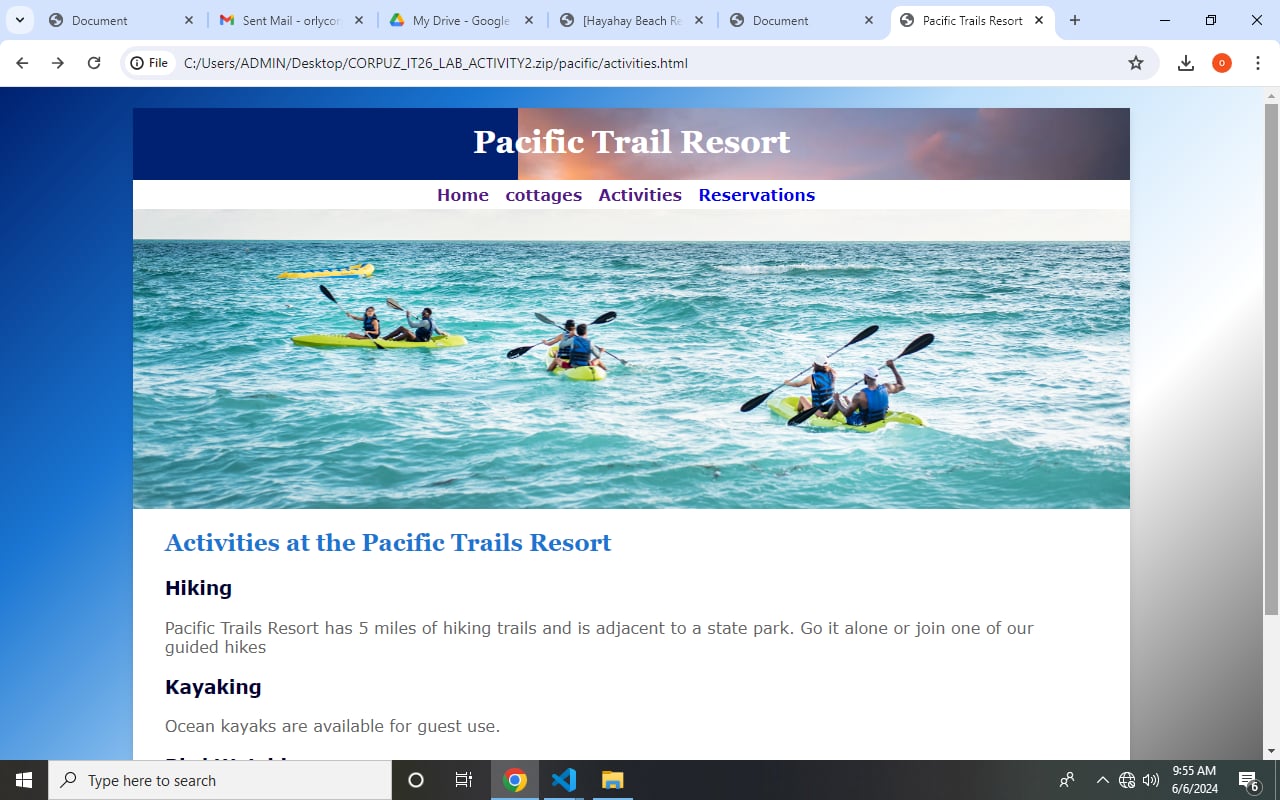 Document
Sent Mail - orlycor
My Drive - Google
[Hayahay Beach Re
Document
Pacific Trails Resort
File
C:/Users/ADMIN/Desktop/CORPUZ_IT26_LAB_ACTIVITY2.zip/pacific/activities.html
o
Pacific Trail Resort
Home cottages Activities Reservations
Activities at the Pacific Trails Resort
Hiking
Pacific Trails Resort has 5 miles of hiking trails and is adjacent to a state park. Go it alone or join one of our
guided hikes
Kayaking
Ocean kayaks are available for guest use.
Type here to search
9:55 AM
6/6/2024
6